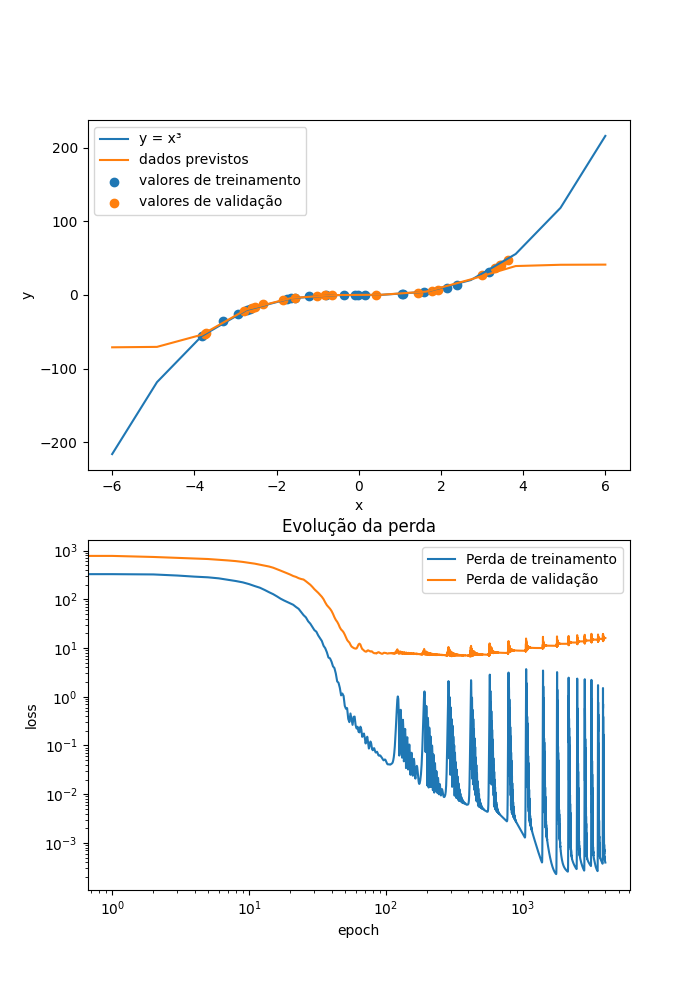 y = x³
dados previstos
valores de treinamento
valores de validação
200
100
0
−100
−200
y
−6 −4 −2 0 2 4 6
x
Evolução da perda
Perda de treinamento
Perda de validação
10³
10²
10¹
10⁰
10⁻¹
10⁻²
10⁻³
loss
10⁰ 10¹ 10² 10³
epoch